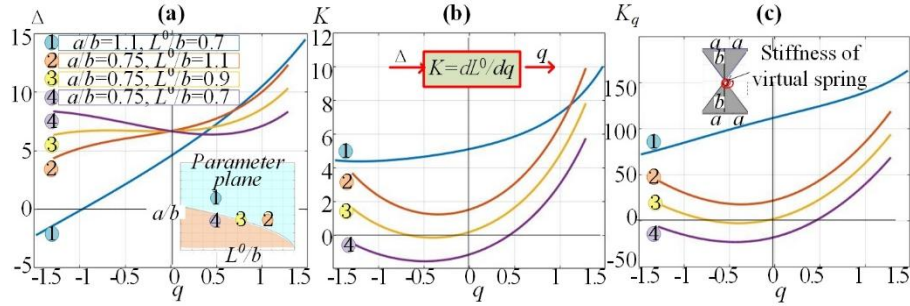 Δ (a)
15
10
5
0
-5
1 a/b=1.1, L⁰/b=0.7
2 a/b=0.75, L⁰/b=1.1
3 a/b=0.75, L⁰/b=0.9
4 a/b=0.75, L⁰/b=0.7
4
3
2
1
Parameter
plane
1
4 3 2
a/b
L⁰/b
-1.5 -1 -0.5 0 0.5 1 1.5
q
K (b)
12
10
8
6
4
2
0
-2
-4
Δ K=dL⁰/dq q
1
2
3
4
-1.5 -1 -0.5 0 0.5 1 1.5
q
K_q (c)
150
100
50
0
-50
a a
b
b
a a
Stiffness of
virtual spring
1
2
3
4
-1.5 -1 -0.5 0 0.5 1 1.5
q